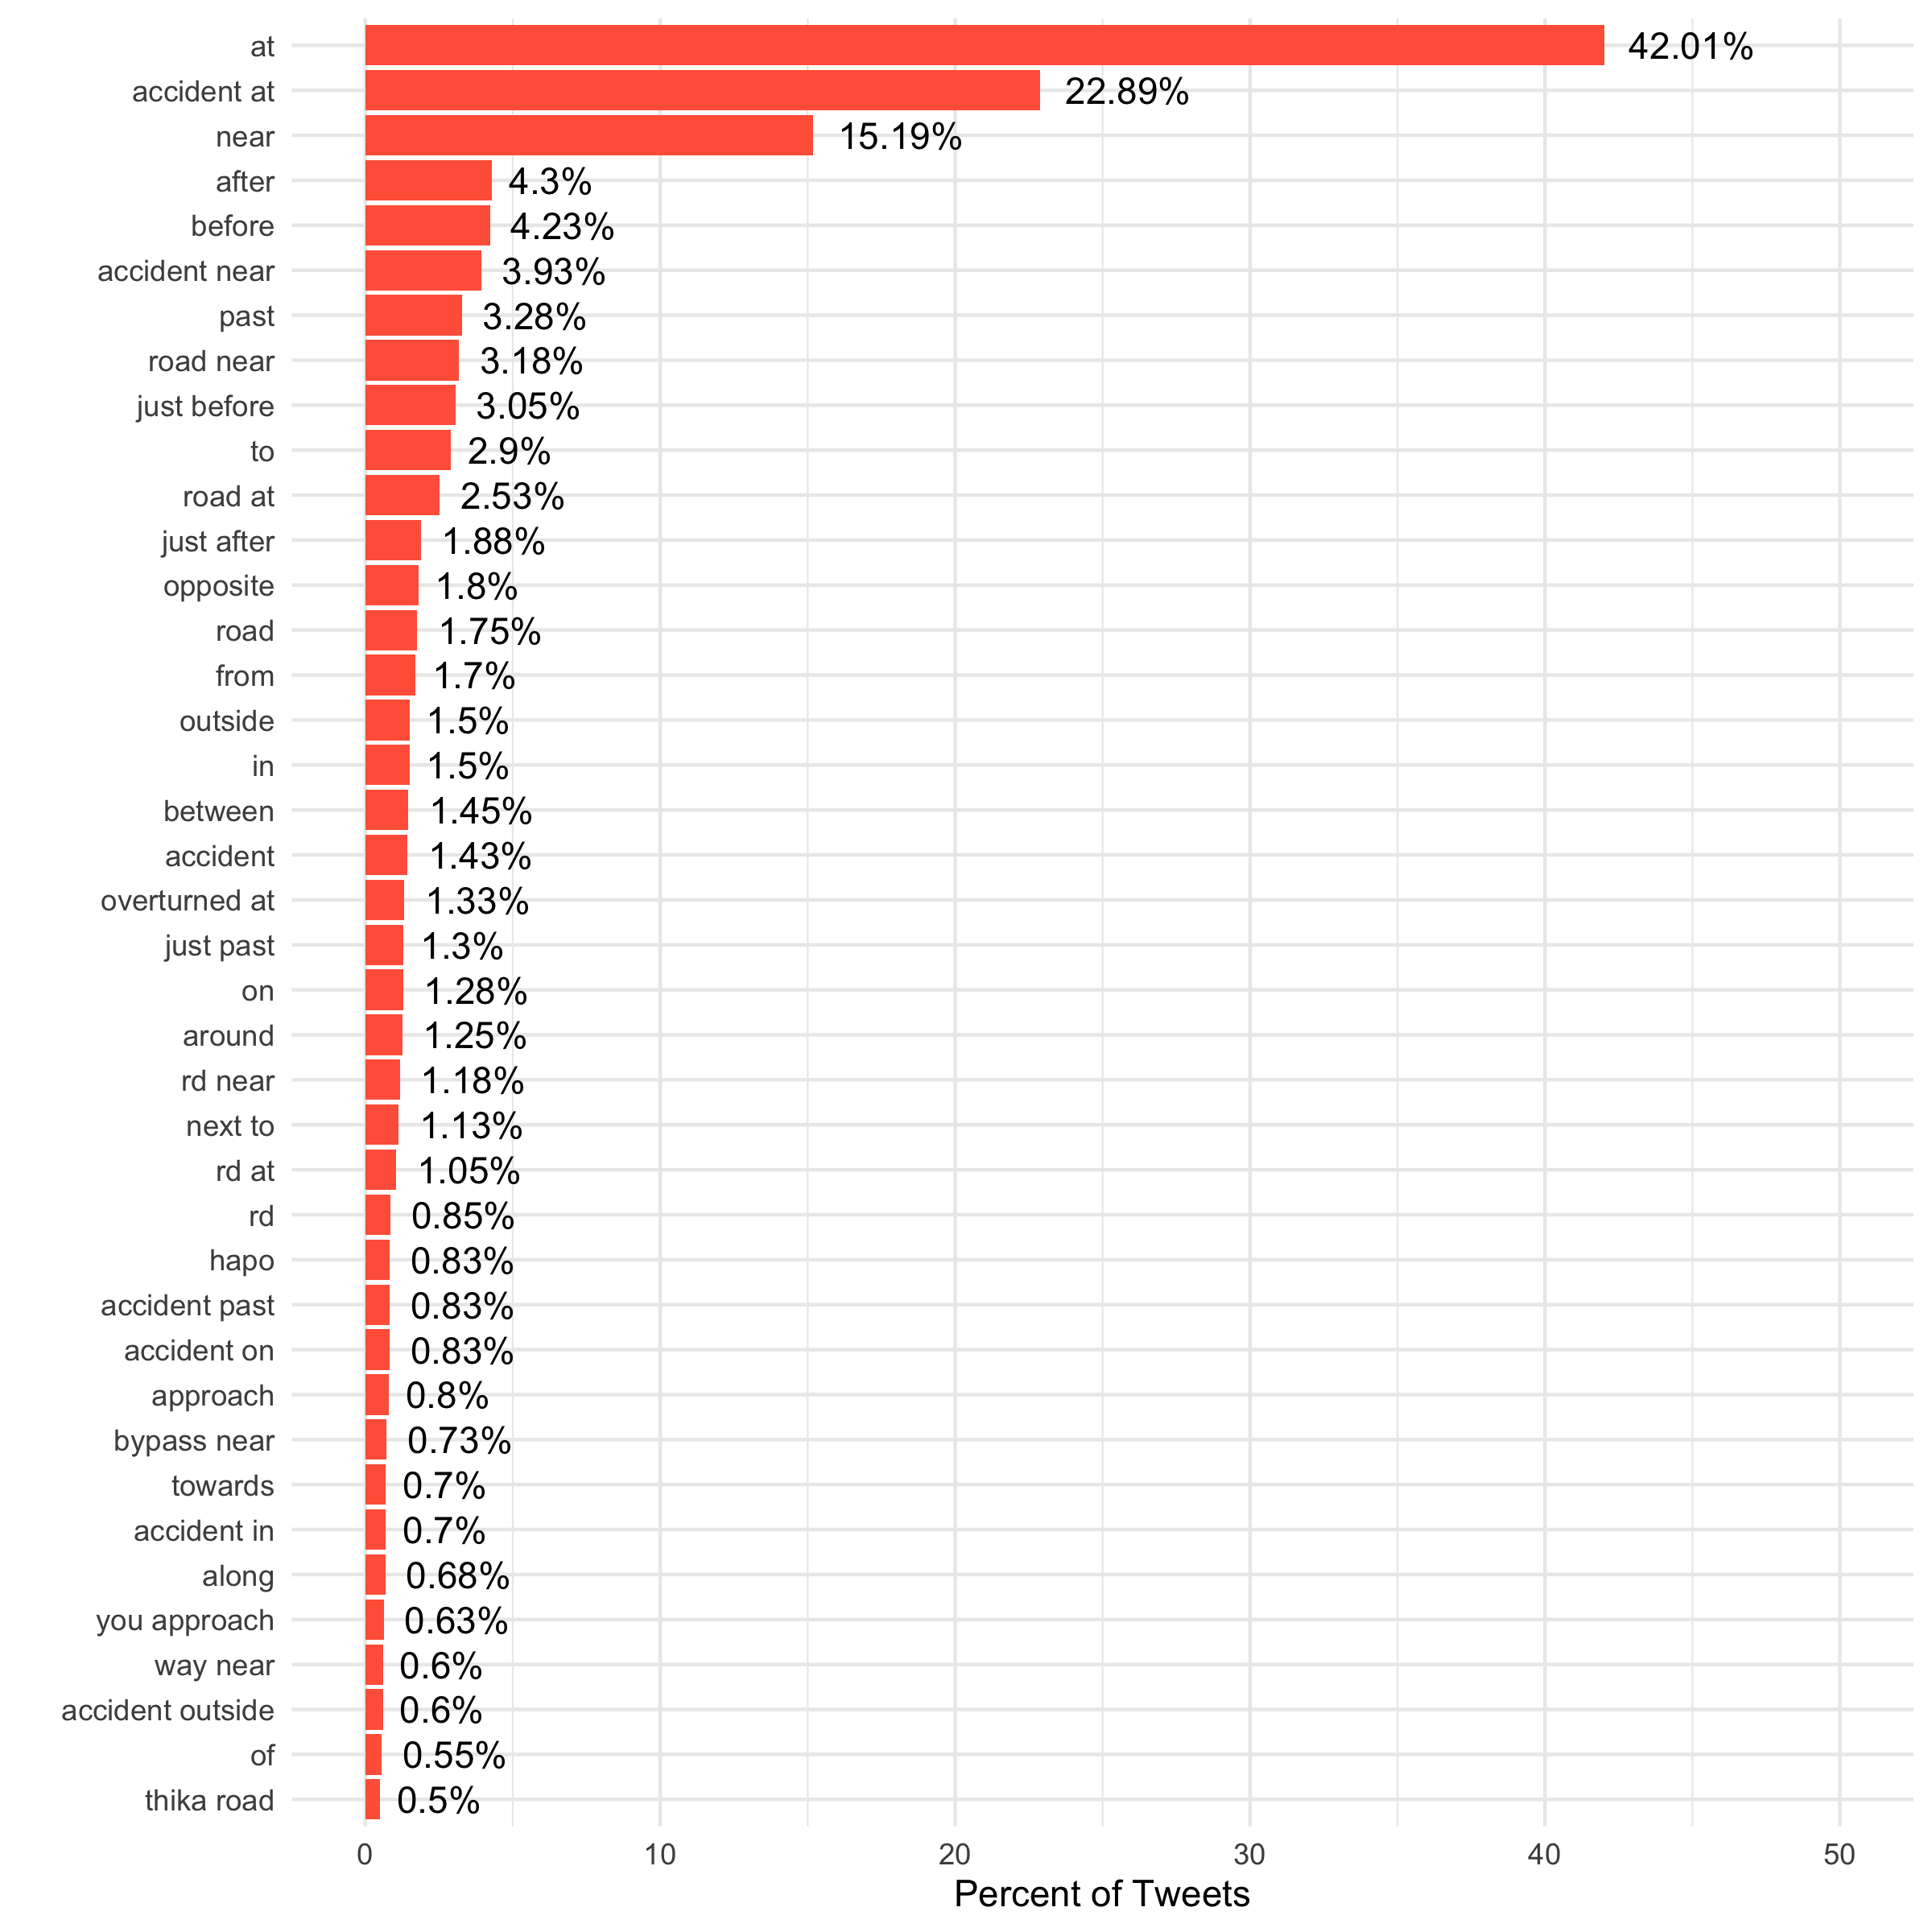 at 42.01%
accident at 22.89%
near 15.19%
after 4.3%
before 4.23%
accident near 3.93%
past 3.28%
road near 3.18%
just before 3.05%
to 2.9%
road at 2.53%
just after 1.88%
opposite 1.8%
road 1.75%
from 1.7%
outside 1.5%
in 1.5%
between 1.45%
accident 1.43%
overturned at 1.33%
just past 1.3%
on 1.28%
around 1.25%
rd near 1.18%
next to 1.13%
rd at 1.05%
rd 0.85%
hapo 0.83%
accident past 0.83%
accident on 0.83%
approach 0.8%
bypass near 0.73%
towards 0.7%
accident in 0.7%
along 0.68%
you approach 0.63%
way near 0.6%
accident outside 0.6%
of 0.55%
thika road 0.5%
0 10 20 30 40 50
Percent of Tweets